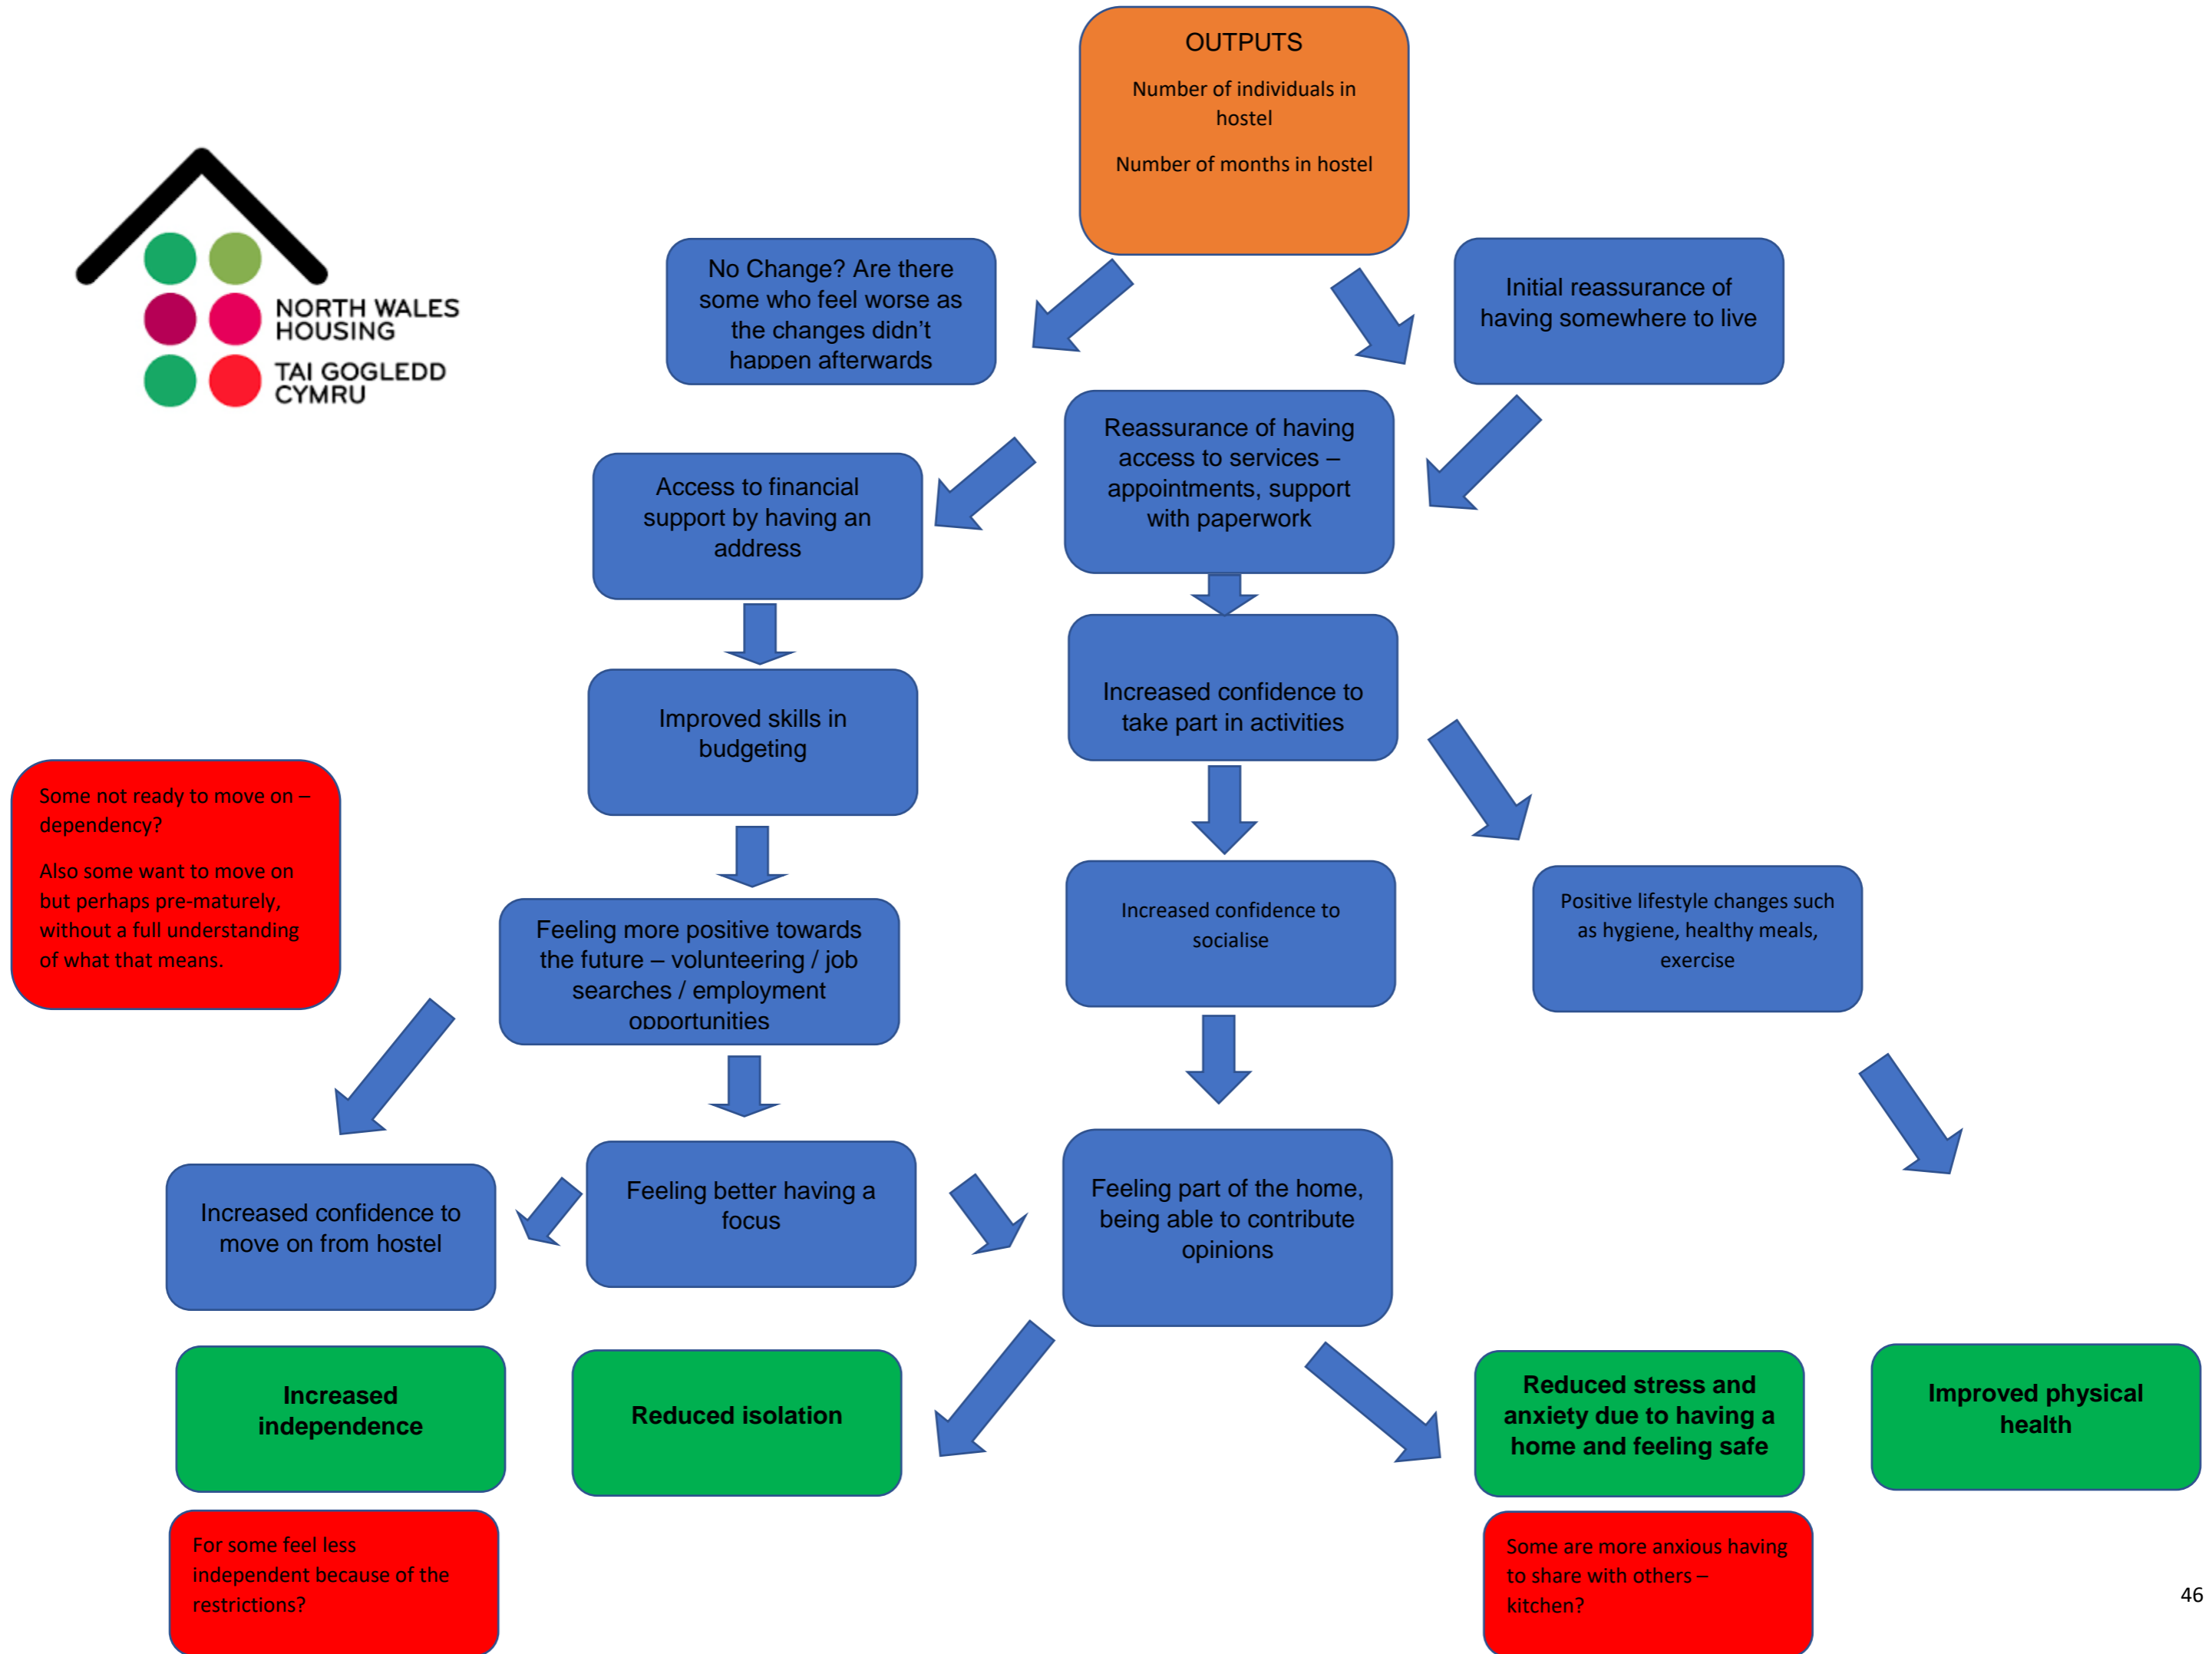 OUTPUTS
Number of individuals in
hostel
Number of months in hostel
NORTH WALES
HOUSING
TAI GOGLEDD
CYMRU
No Change? Are there
some who feel worse as
the changes didn't
happen afterwards
Initial reassurance of
having somewhere to live
Reassurance of having
access to services –
appointments, support
with paperwork
Access to financial
support by having an
address
Improved skills in
budgeting
Increased confidence to
take part in activities
Some not ready to move on –
dependency?
Also some want to move on
but perhaps pre-maturely,
without a full understanding
of what that means.
Feeling more positive towards
the future – volunteering / job
searches / employment
opportunities
Increased confidence to
socialise
Positive lifestyle changes such
as hygiene, healthy meals,
exercise
Increased confidence to
move on from hostel
Feeling better having a
focus
Feeling part of the home,
being able to contribute
opinions
Increased
independence
Reduced isolation
Reduced stress and
anxiety due to having a
home and feeling safe
Improved physical
health
For some feel less
independent because of the
restrictions?
Some are more anxious having
to share with others –
kitchen?
46